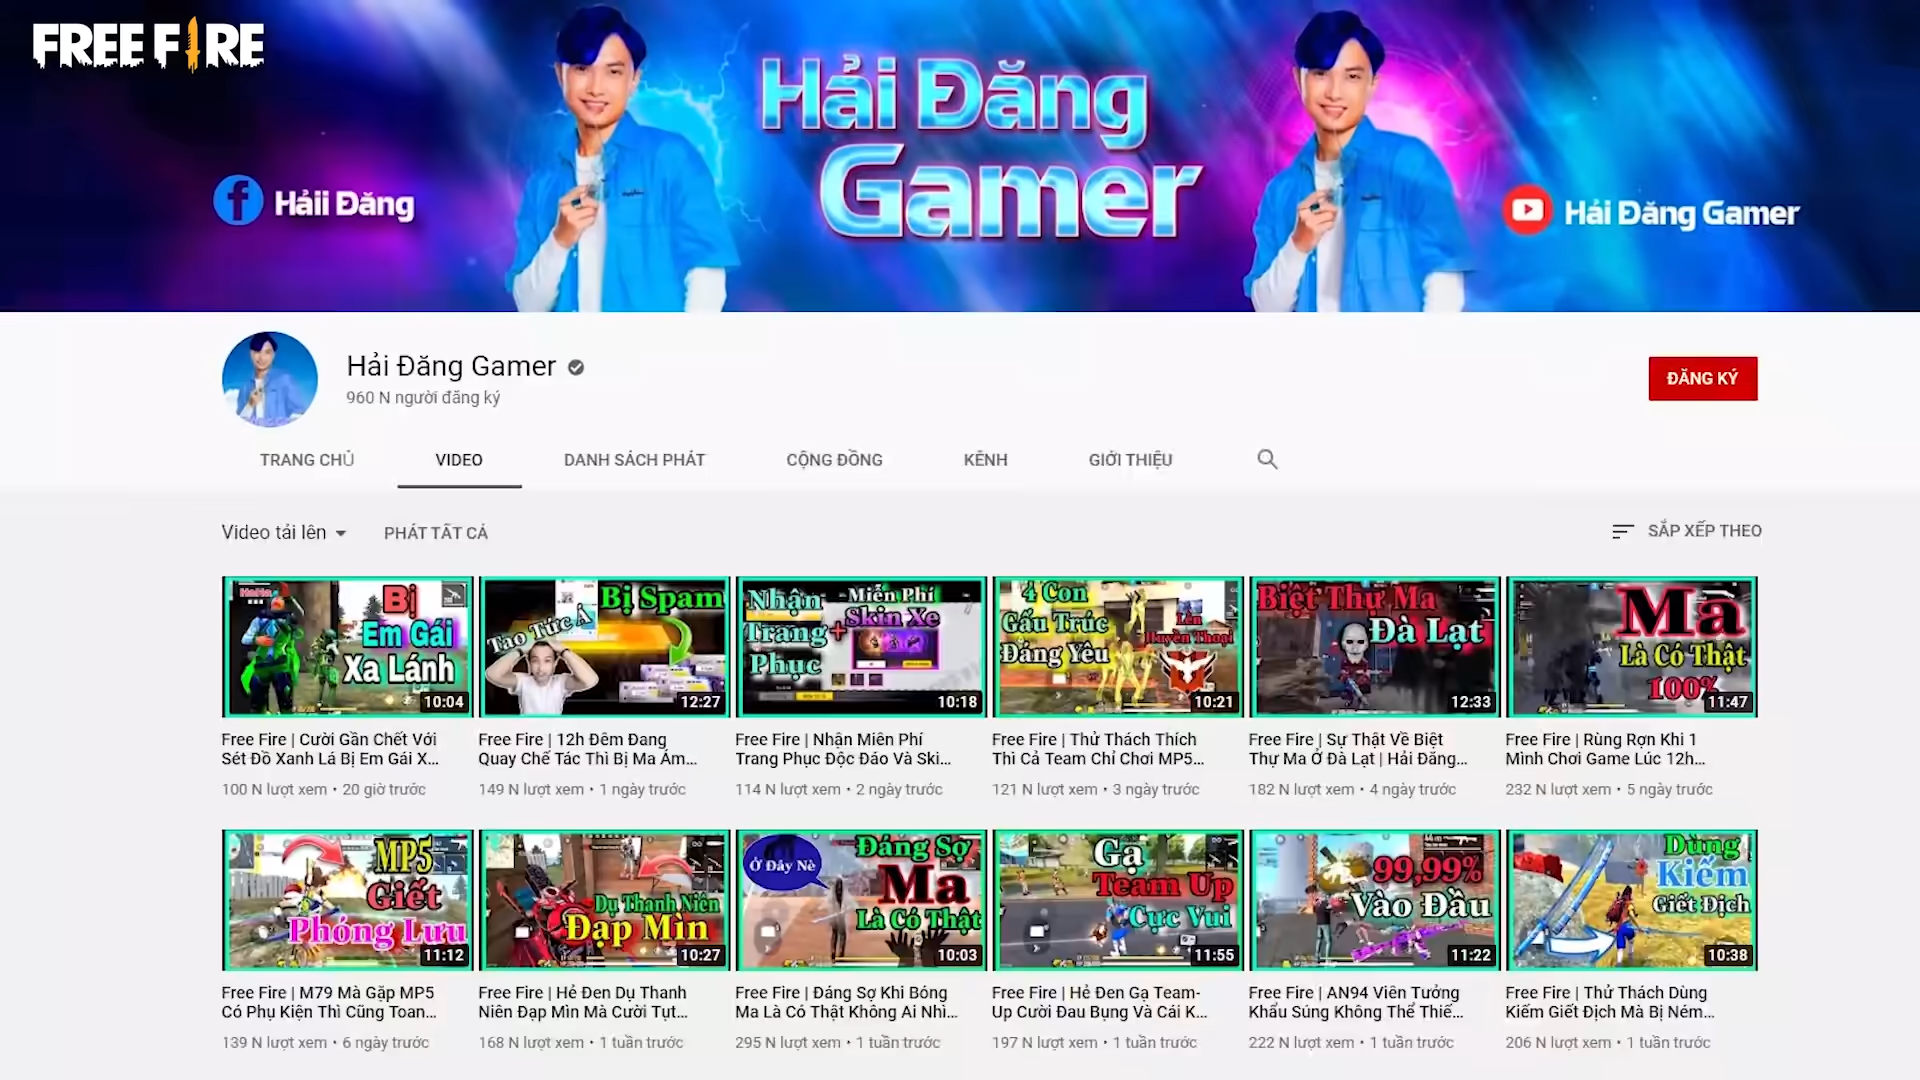 FREE FIRE
Hải Đăng
Gamer
Hảii Đăng
Hải Đăng Gamer
Hải Đăng Gamer
960 N người đăng ký
ĐĂNG KÝ
TRANG CHỦ VIDEO DANH SÁCH PHÁT CỘNG ĐỒNG KÊNH GIỚI THIỆU
Video tải lên PHÁT TẤT CẢ SẮP XẾP THEO
Bị
Em Gái
Xa Lánh
10:04
Bị Spam
Tao Tức Á
12:27
Nhận Miễn Phí
Trang + Skin Xe
Phục
10:18
4 Con
Gấu Trúc
Đáng Yêu
Lên
Huyền Thoại
10:21
Biệt Thự Ma
Đà Lạt
12:33
Ma
Là Có Thật
100%
11:47
Free Fire | Cười Gần Chết Với
Sét Đồ Xanh Lá Bị Em Gái X...
100 N lượt xem • 20 giờ trước
Free Fire | 12h Đêm Đang
Quay Chế Tác Thì Bị Ma Ám...
149 N lượt xem • 1 ngày trước
Free Fire | Nhận Miễn Phí
Trang Phục Độc Đáo Và Ski...
114 N lượt xem • 2 ngày trước
Free Fire | Thử Thách Thích
Thì Cả Team Chỉ Chơi MP5...
121 N lượt xem • 3 ngày trước
Free Fire | Sự Thật Về Biệt
Thự Ma Ở Đà Lạt | Hải Đăng...
182 N lượt xem • 4 ngày trước
Free Fire | Rùng Rợn Khi 1
Mình Chơi Game Lúc 12h...
232 N lượt xem • 5 ngày trước
MP5
Giết
Phóng Lưu
11:12
Dụ Thanh Niên
Đạp Mìn
10:27
Ở Đây Nè
Đáng Sợ
Ma
Là Có Thật
10:03
Gạ
Team Up
Cực Vui
11:55
99,99%
Vào Đầu
11:22
Dùng
Kiếm
Giết Địch
10:38
Free Fire | M79 Mà Gặp MP5
Có Phụ Kiện Thì Cũng Toan...
139 N lượt xem • 6 ngày trước
Free Fire | Hẻ Đen Dụ Thanh
Niên Đạp Mìn Mà Cười Tụt...
168 N lượt xem • 1 tuần trước
Free Fire | Đáng Sợ Khi Bóng
Ma Là Có Thật Không Ai Nhì...
295 N lượt xem • 1 tuần trước
Free Fire | Hẻ Đen Gạ Team-
Up Cười Đau Bụng Và Cái K...
197 N lượt xem • 1 tuần trước
Free Fire | AN94 Viên Tưởng
Khẩu Súng Không Thể Thiế...
222 N lượt xem • 1 tuần trước
Free Fire | Thử Thách Dùng
Kiếm Giết Địch Mà Bị Ném...
206 N lượt xem • 1 tuần trước